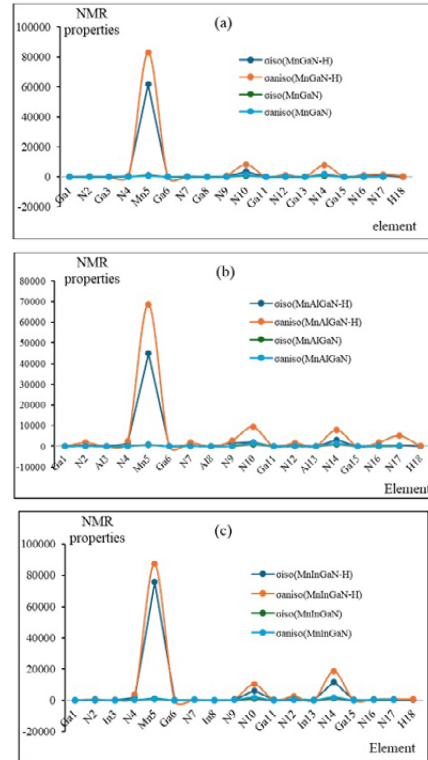 NMR
properties
(a)
100000
80000
60000
40000
20000
0
-20000
σiso(MnGaN-H)
σaniso(MnGaN-H)
σiso(MnGaN)
σaniso(MnGaN)
Ga1 N2 Ga3 N4 Mn5 Ga6 N7 Ga8 N9 N10 Ga11 N12 Ga13 N14 Ga15 N16 N17 H18
element
NMR
properties
(b)
80000
70000
60000
50000
40000
30000
20000
10000
0
-10000
σiso(MnAlGaN-H)
σaniso(MnAlGaN-H)
σiso(MnAlGaN)
σaniso(MnAlGaN)
Ga1 N2 Al3 N4 Mn5 Ga6 N7 Al8 N9 N10 Ga11 N12 Al13 N14 Ga15 N16 N17 H18
Element
NMR
properties
(c)
100000
80000
60000
40000
20000
0
-20000
σiso(MnInGaN-H)
σaniso(MnInGaN-H)
σiso(MnInGaN)
σaniso(MnInGaN)
Ga1 N2 In3 N4 Mn5 Ga6 N7 In8 N9 N10 Ga11 N12 In13 N14 Ga15 N16 N17 H18
Element